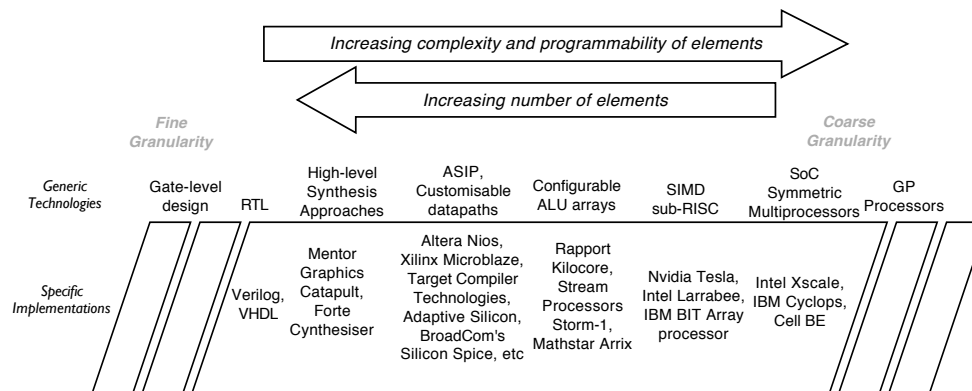 Increasing complexity and programmability of elements
Increasing number of elements
Fine
Granularity
Coarse
Granularity
Generic
Technologies
Gate-level
design
RTL
High-level
Synthesis
Approaches
ASIP,
Customisable
datapaths
Configurable
ALU arrays
SIMD
sub-RISC
SoC
Symmetric
Multiprocessors
GP
Processors
Specific
Implementations
Verilog,
VHDL
Mentor
Graphics
Catapult,
Forte
Cynthesiser
Altera Nios,
Xilinx Microblaze,
Target Compiler
Technologies,
Adaptive Silicon,
BroadCom's
Silicon Spice, etc
Rapport
Kilocore,
Stream
Processors
Storm-1,
Mathstar Arrix
Nvidia Tesla,
Intel Larrabee,
IBM BIT Array
processor
Intel Xscale,
IBM Cyclops,
Cell BE